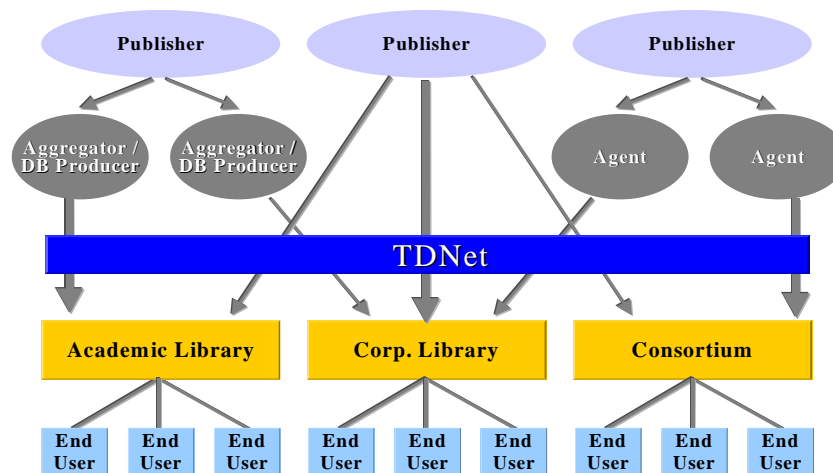 Publisher
Publisher
Publisher
Aggregator /
DB Producer
Aggregator /
DB Producer
Agent
Agent
TDNet
Academic Library
Corp. Library
Consortium
End
User
End
User
End
User
End
User
End
User
End
User
End
User
End
User
End
User